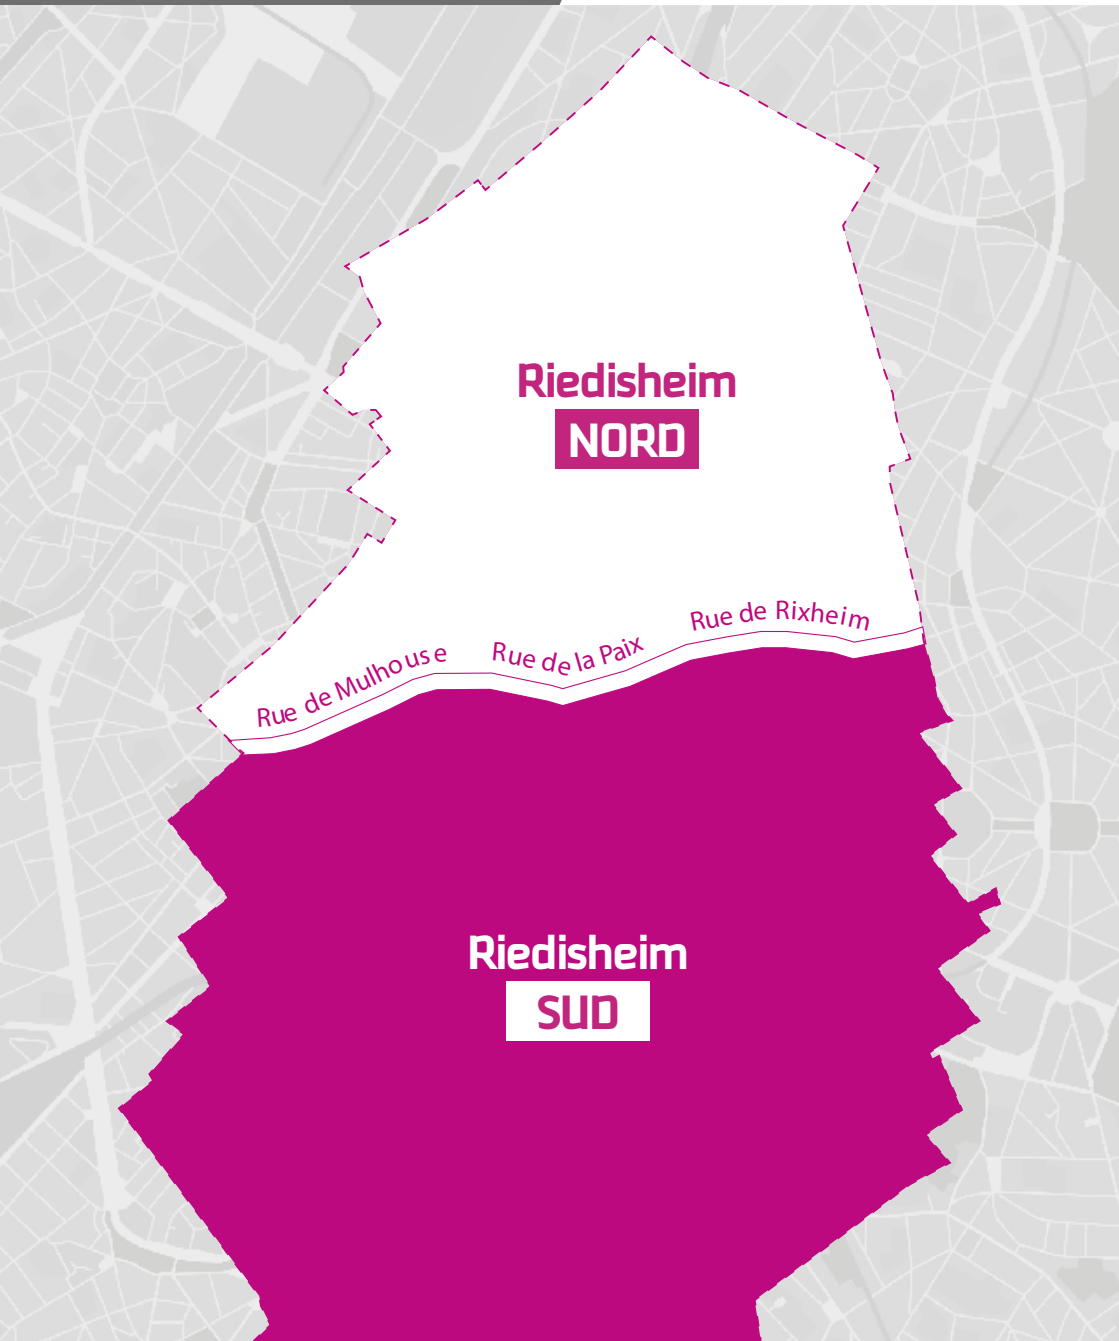 Riedisheim
NORD
Rue de Mulhouse
Rue de la Paix
Rue de Rixheim
Riedisheim
SUD